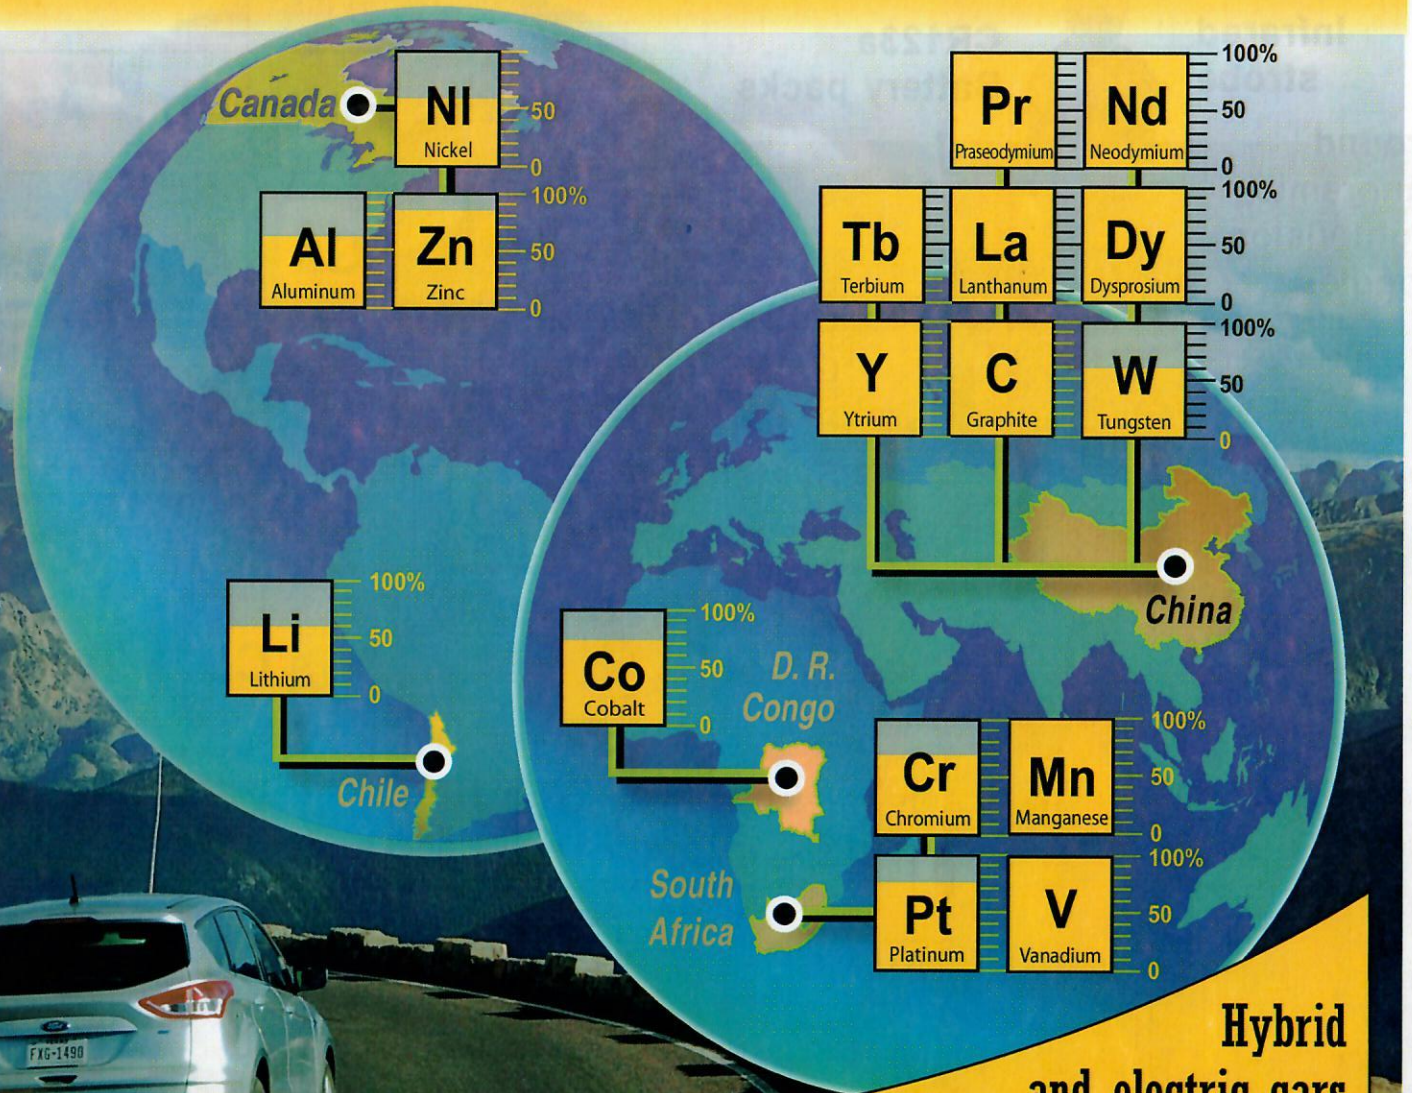 Canada
NI
Nickel
50
0
Al
Aluminum
Zn
Zinc
100%
50
0
Pr
Praseodymium
Nd
Neodymium
100%
50
0
Tb
Terbium
La
Lanthanum
Dy
Dysprosium
100%
50
0
Y
Ytrium
C
Graphite
W
Tungsten
100%
50
0
China
Li
Lithium
100%
50
0
Chile
Co
Cobalt
100%
50
0
D. R.
Congo
Cr
Chromium
Mn
Manganese
100%
50
0
South
Africa
Pt
Platinum
V
Vanadium
100%
50
0
FXG-1490
Hybrid
and electric cars